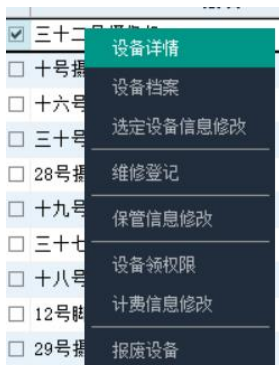 三十二
设备详情
十号摄
设备档案
十六号
选定设备信息修改
三十号
28号摄
维修登记
十九号
保管信息修改
三十七
设备领权限
十八号
计费信息修改
12号
29号摄
报废设备